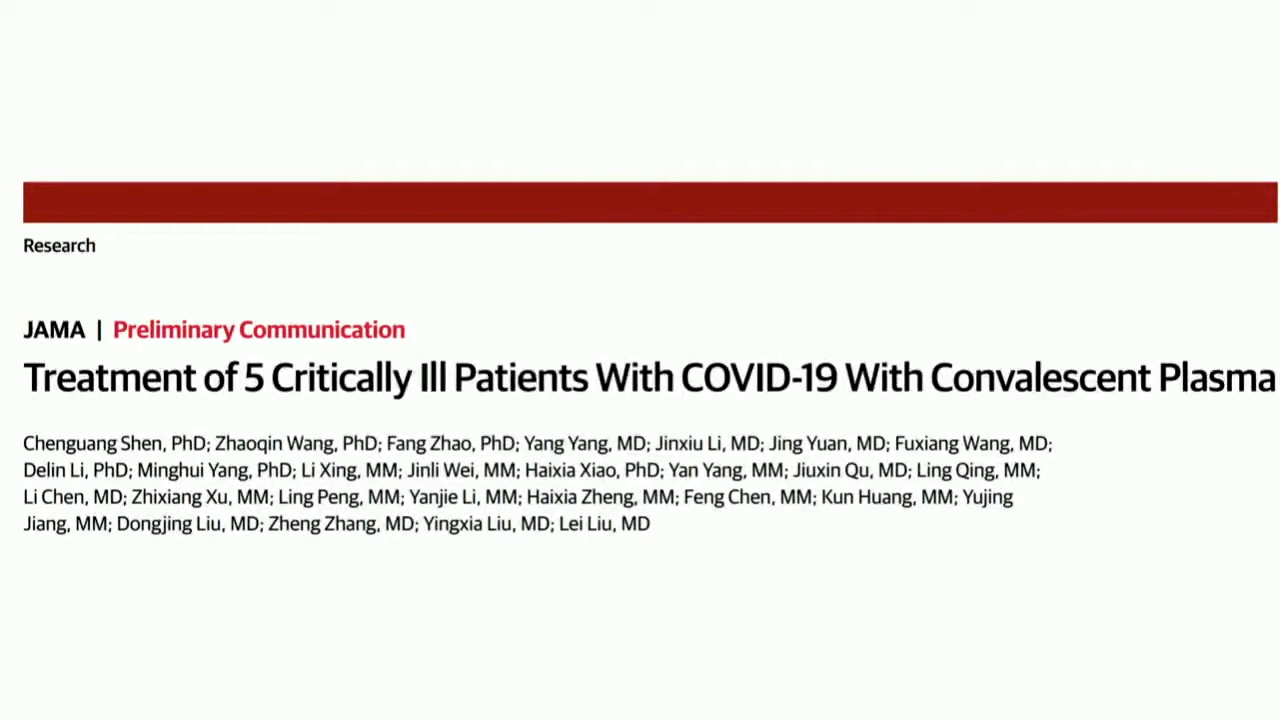 Research
JAMA | Preliminary Communication
Treatment of 5 Critically Ill Patients With COVID-19 With Convalescent Plasma
Chenguang Shen, PhD; Zhaoqin Wang, PhD; Fang Zhao, PhD; Yang Yang, MD; Jinxiu Li, MD; Jing Yuan, MD; Fuxiang Wang, MD;
Delin Li, PhD; Minghui Yang, PhD; Li Xing, MM; Jinli Wei, MM; Haixia Xiao, PhD; Yan Yang, MM; Jiuxin Qu, MD; Ling Qing, MM;
Li Chen, MD; Zhixiang Xu, MM; Ling Peng, MM; Yanjie Li, MM; Haixia Zheng, MM; Feng Chen, MM; Kun Huang, MM; Yujing
Jiang, MM; Dongjing Liu, MD; Zheng Zhang, MD; Yingxia Liu, MD; Lei Liu, MD